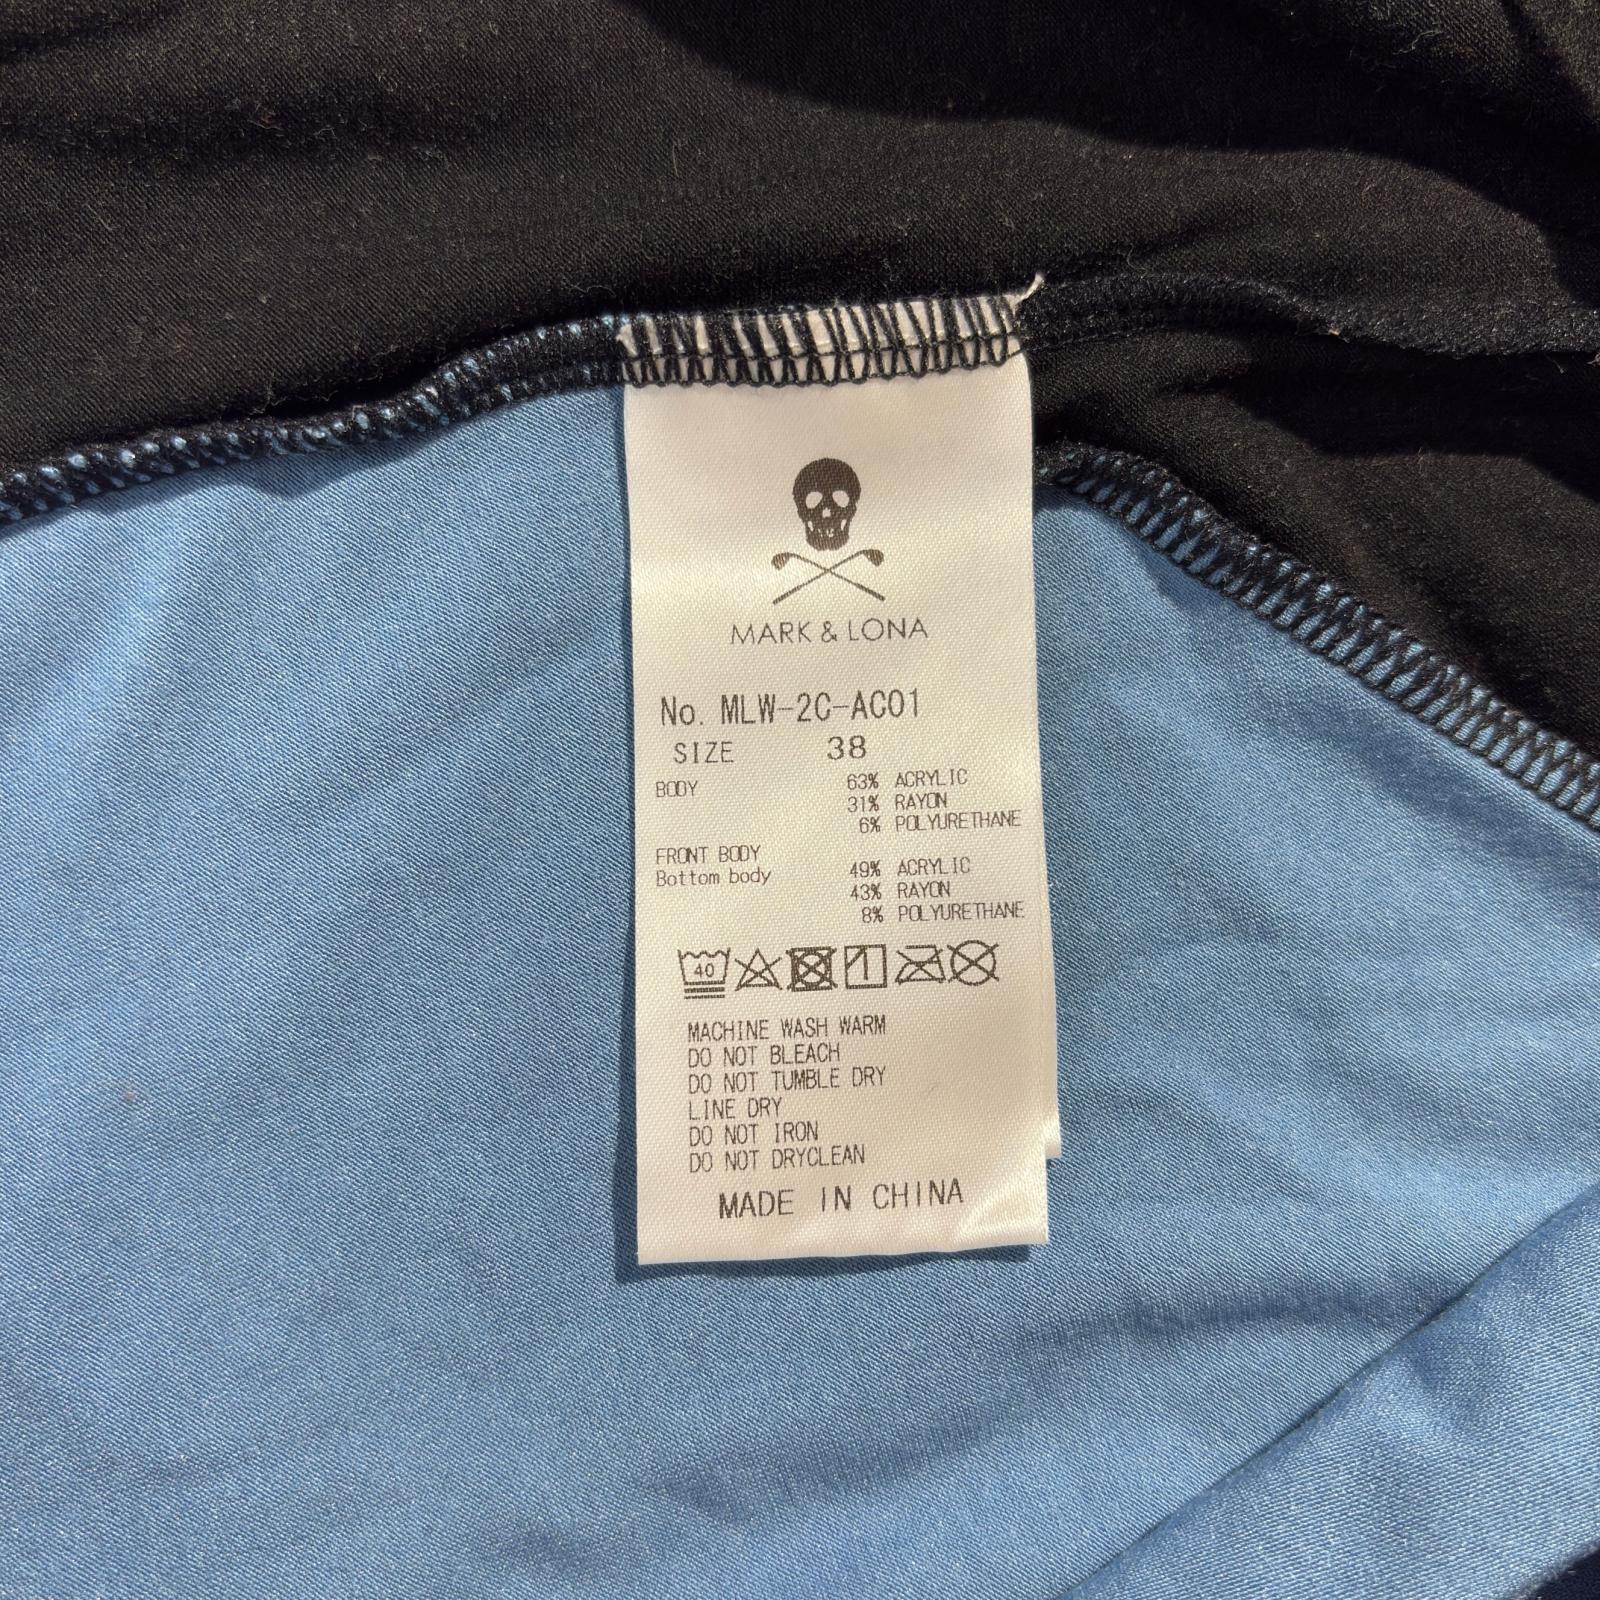 MARK & LONA
No. MLW-2C-AC01
SIZE 38
BODY 63% ACRYLIC
31% RAYON
6% POLYURETHANE
FRONT BODY
Bottom body 49% ACRYLIC
43% RAYON
8% POLYURETHANE
40
MACHINE WASH WARM
DO NOT BLEACH
DO NOT TUMBLE DRY
LINE DRY
DO NOT IRON
DO NOT DRYCLEAN
MADE IN CHINA